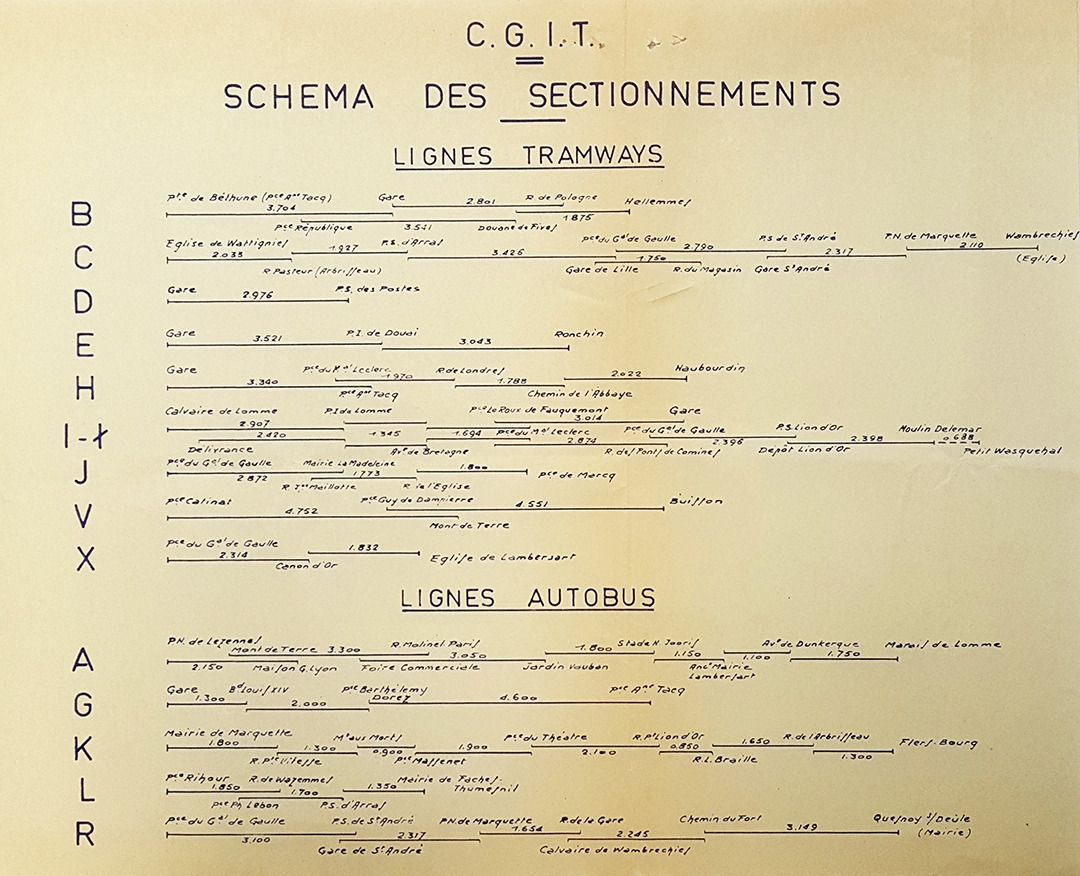 C. G. I. T.
SCHEMA DES SECTIONNEMENTS
LIGNES TRAMWAYS
B
Pte de Béthune (Pce Ant Tacq) Gare R de Pologne Hellemmes
3.704 2.801 1.875
Pce République 3.541 Douane de Fives
C
Eglise de Wattignies P.S. d'Arras Pce du Gal de Gaulle P.S de St André P.N. de Marquette Wambrechies
2.033 1.927 3.426 2.790 1.750 2.317 2.110
R. Pasteur (Arbrisseau) Gare de Lille R. du Magasin Gare St André (Eglise)
D
Gare P.S. des Postes
2.976
E
Gare P.I. de Douai Ronchin
3.521 3.043
H
Gare Pce du Mal Leclerc R de Londres 2.022 Haubourdin
3.340 1.970 1.788
Pce Ant Tacq Chemin de l'Abbaye
I-ł
Calvaire de Lomme P.I de Lomme Pce Le Roux de Fauquemont Gare
2.907 3.014
2.420 1.345 1.694 Pce du Mal Leclerc Pce du Gal de Gaulle P.S. Lion d'Or Moulin Delemar
2.874 2.396 2.398 0.688
Délivrance Av. de Bretagne R. des Ponts de Comines Dépôt Lion d'Or Petit Wasquehal
J
Pce du Gal de Gaulle Mairie La Madeleine 1.800 Pce de Marcq
2.872 1.773
R. Jne Maillotte R de l'Eglise
V
Pce Catinat Pce Guy de Dampierre 4.551 Buisson
4.752
Mont de Terre
X
Pce du Gal de Gaulle 1.832
2.314 Eglise de Lambersart
Canon d'Or
LIGNES AUTOBUS
A
P.N. de Lezennes Mont de Terre 3.300 R. Molinel Paris 1.800 Stade H. Jooris Ave de Dunkerque Marais de Lomme
2.150 3.050 1.150 1.100 1.750
Maison G. Lyon Foire Commerciale Jardin Vauban Ance Mairie
Lambersart
G
Gare Bd Louis XIV Pce Barthélemy Pce Ant Tacq
1.300 2.000 Dorez 4.600
K
Mairie de Marquette Mt aux Morts Pce du Théatre R. P. Lion d'Or 1.650 R. de l'Arbrisseau Flers-Bourg
1.800 1.300 0.900 1.900 2.100 0.850 1.300
Pce Massenet R.L. Braille
L
Pce Rihour R. de Wazemmes Mairie de Faches-
1.850 1.700 1.350 Thumesnil
Pce Ph. Lebon P.S. d'Arras
R
Pce du Gal de Gaulle P.S. de St André P.N. de Marquette R. de la Gare Chemin du Fort Quesnoy s/Deûle
3.100 2.317 1.654 2.245 3.149 (Mairie)
Gare de St André Calvaire de Wambrechies